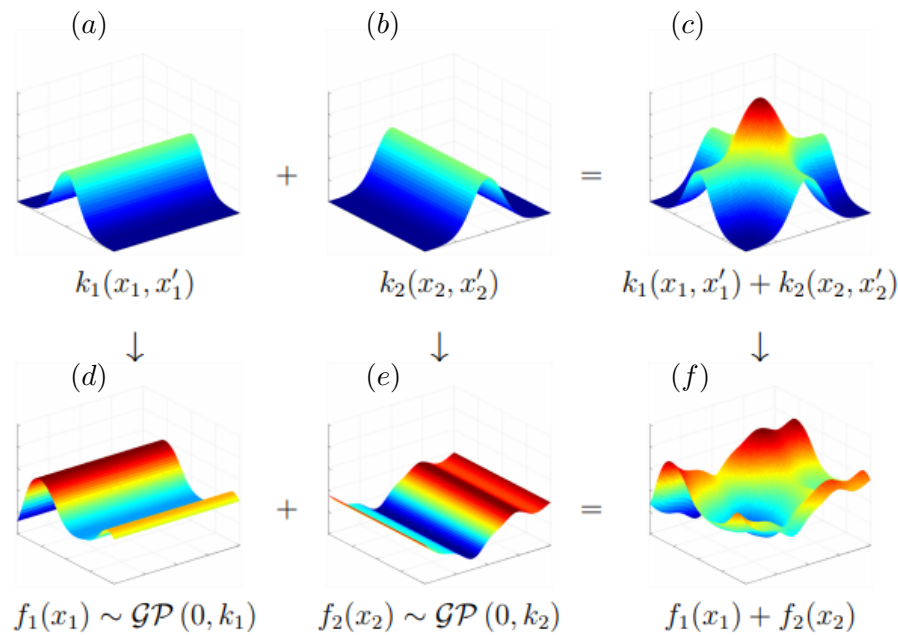 (a) (b) (c)
+ =
k₁(x₁, x′₁) k₂(x₂, x′₂) k₁(x₁, x′₁) + k₂(x₂, x′₂)
↓ ↓ ↓
(d) (e) (f)
+ =
f₁(x₁) ∼ 𝒢𝒫 (0, k₁) f₂(x₂) ∼ 𝒢𝒫 (0, k₂) f₁(x₁) + f₂(x₂)